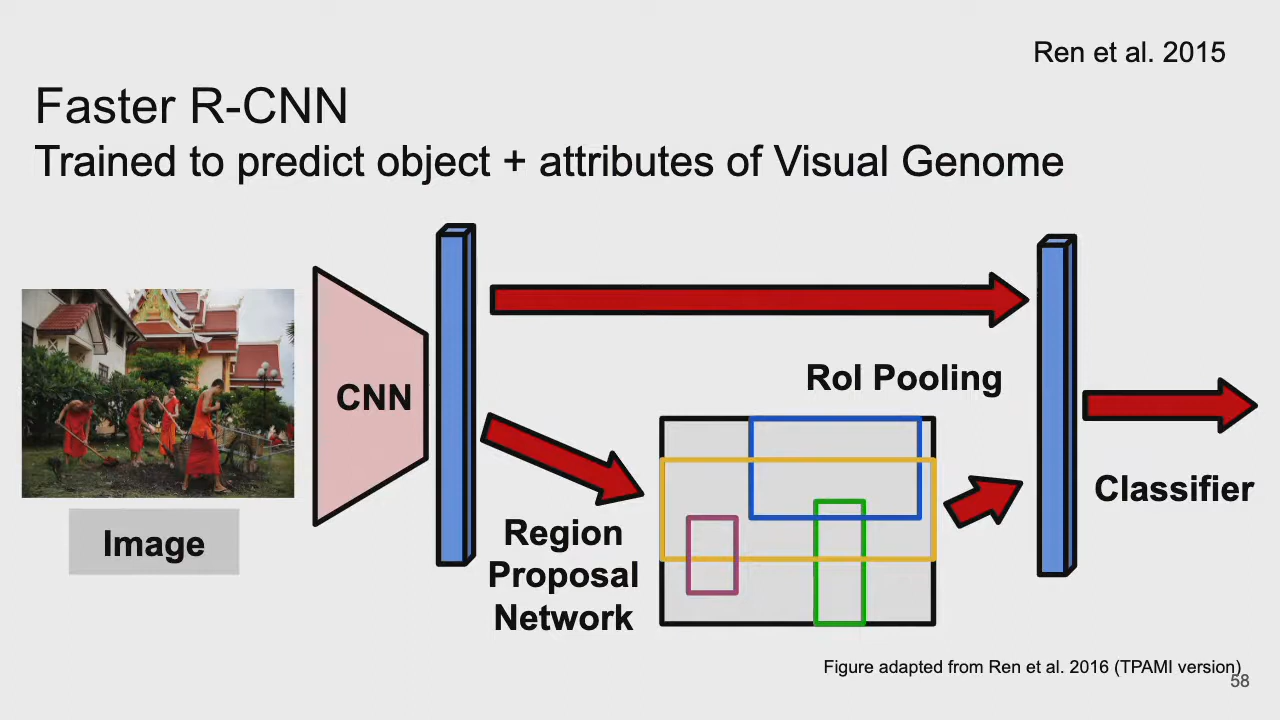 Ren et al. 2015
Faster R-CNN
Trained to predict object + attributes of Visual Genome
CNN
RoI Pooling
Classifier
Image
Region
Proposal
Network
Figure adapted from Ren et al. 2016 (TPAMI version)
58